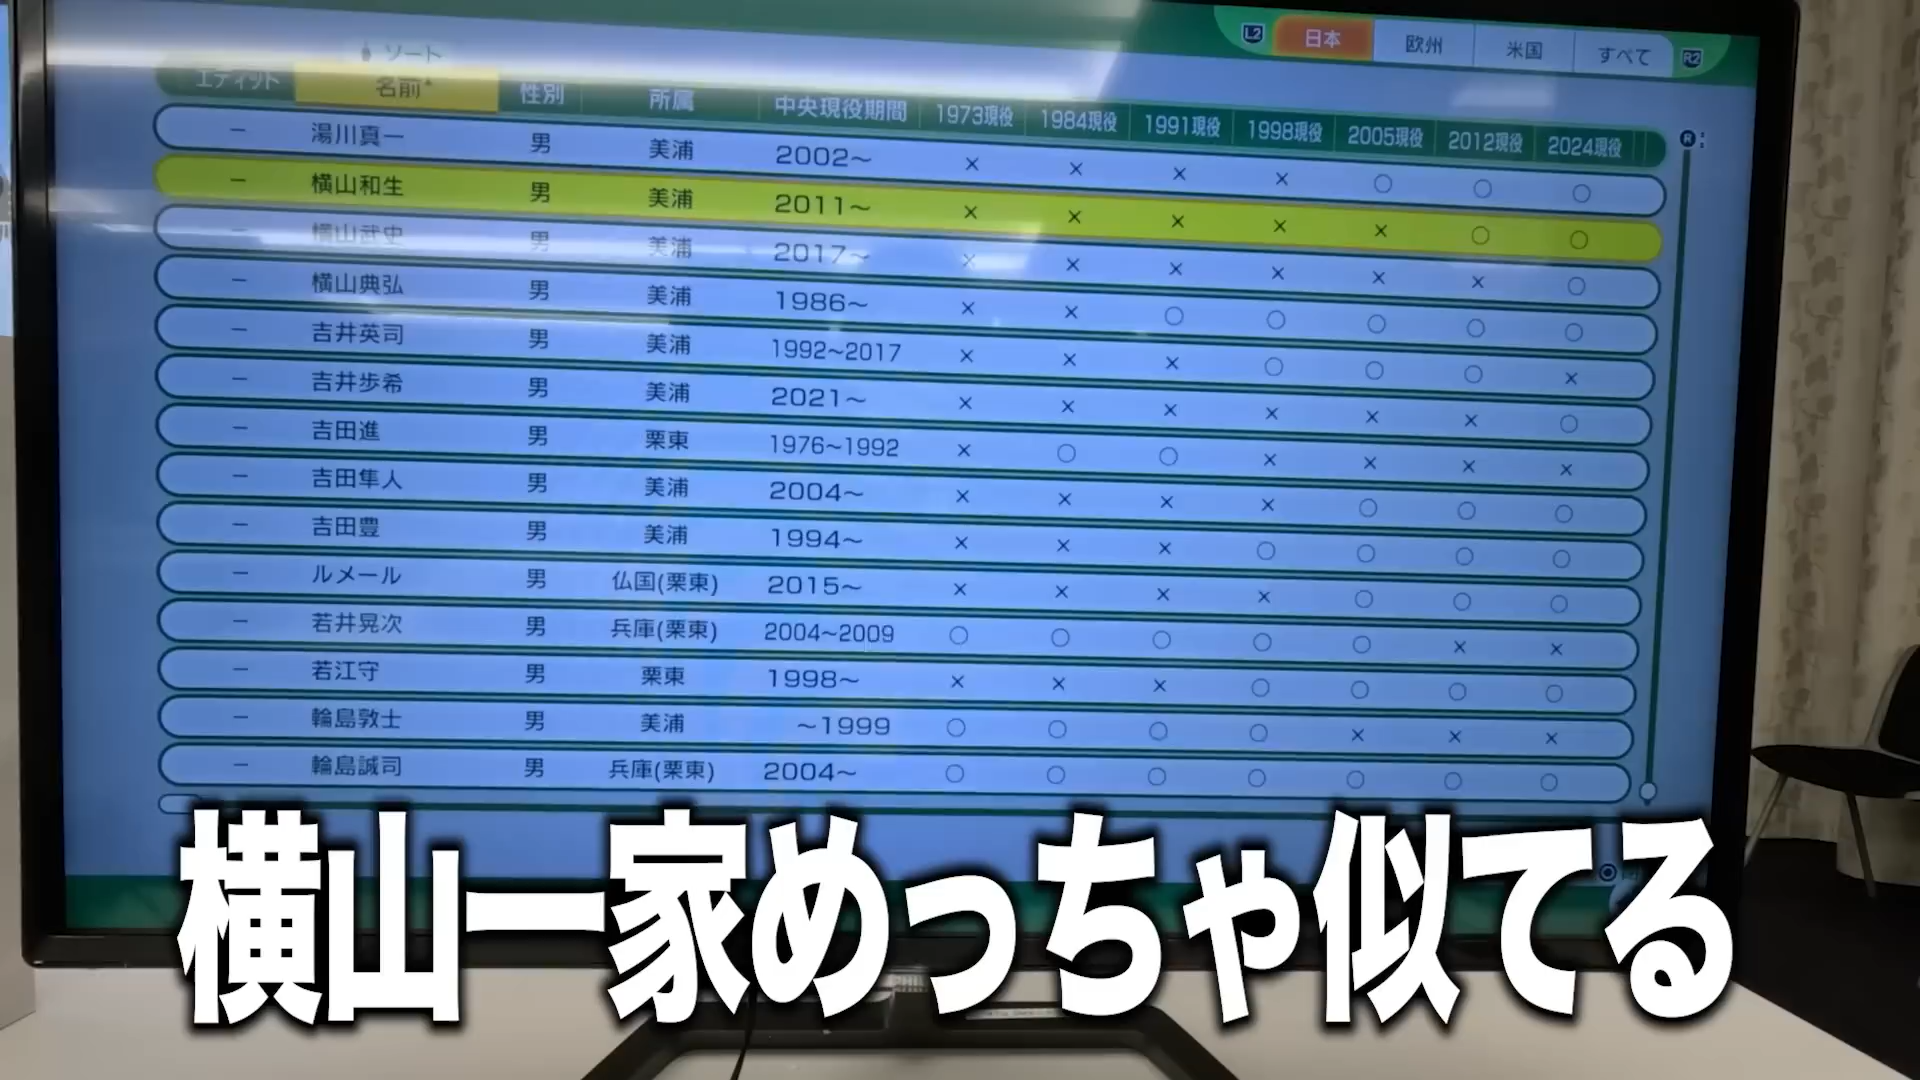 L2 日本 欧州 米国 すべて R2
ソート
エディット 名前 性別 所属 中央現役期間 1973現役 1984現役 1991現役 1998現役 2005現役 2012現役 2024現役 R
－ 湯川真一 男 美浦 2002～ × × × × ○ ○ ○
－ 横山和生 男 美浦 2011～ × × × × × ○ ○
－ 横山武史 男 美浦 2017～ × × × × × × ○
－ 横山典弘 男 美浦 1986～ × × ○ ○ ○ ○ ○
－ 吉井英司 男 美浦 1992～2017 × × × ○ ○ ○ ×
－ 吉井歩希 男 美浦 2021～ × × × × × × ○
－ 吉田進 男 栗東 1976～1992 × ○ ○ × × × ×
－ 吉田隼人 男 美浦 2004～ × × × × ○ ○ ○
－ 吉田豊 男 美浦 1994～ × × × ○ ○ ○ ○
－ ルメール 男 仏国(栗東) 2015～ × × × × ○ ○ ○
－ 若井晃次 男 兵庫(栗東) 2004～2009 ○ ○ ○ ○ ○ × ×
－ 若江守 男 栗東 1998～ × × × ○ ○ ○ ○
－ 輪島敦士 男 美浦 ～1999 ○ ○ ○ ○ × × ×
－ 輪島誠司 男 兵庫(栗東) 2004～ ○ ○ ○ ○ ○ ○ ○
横山一家めっちゃ似てる